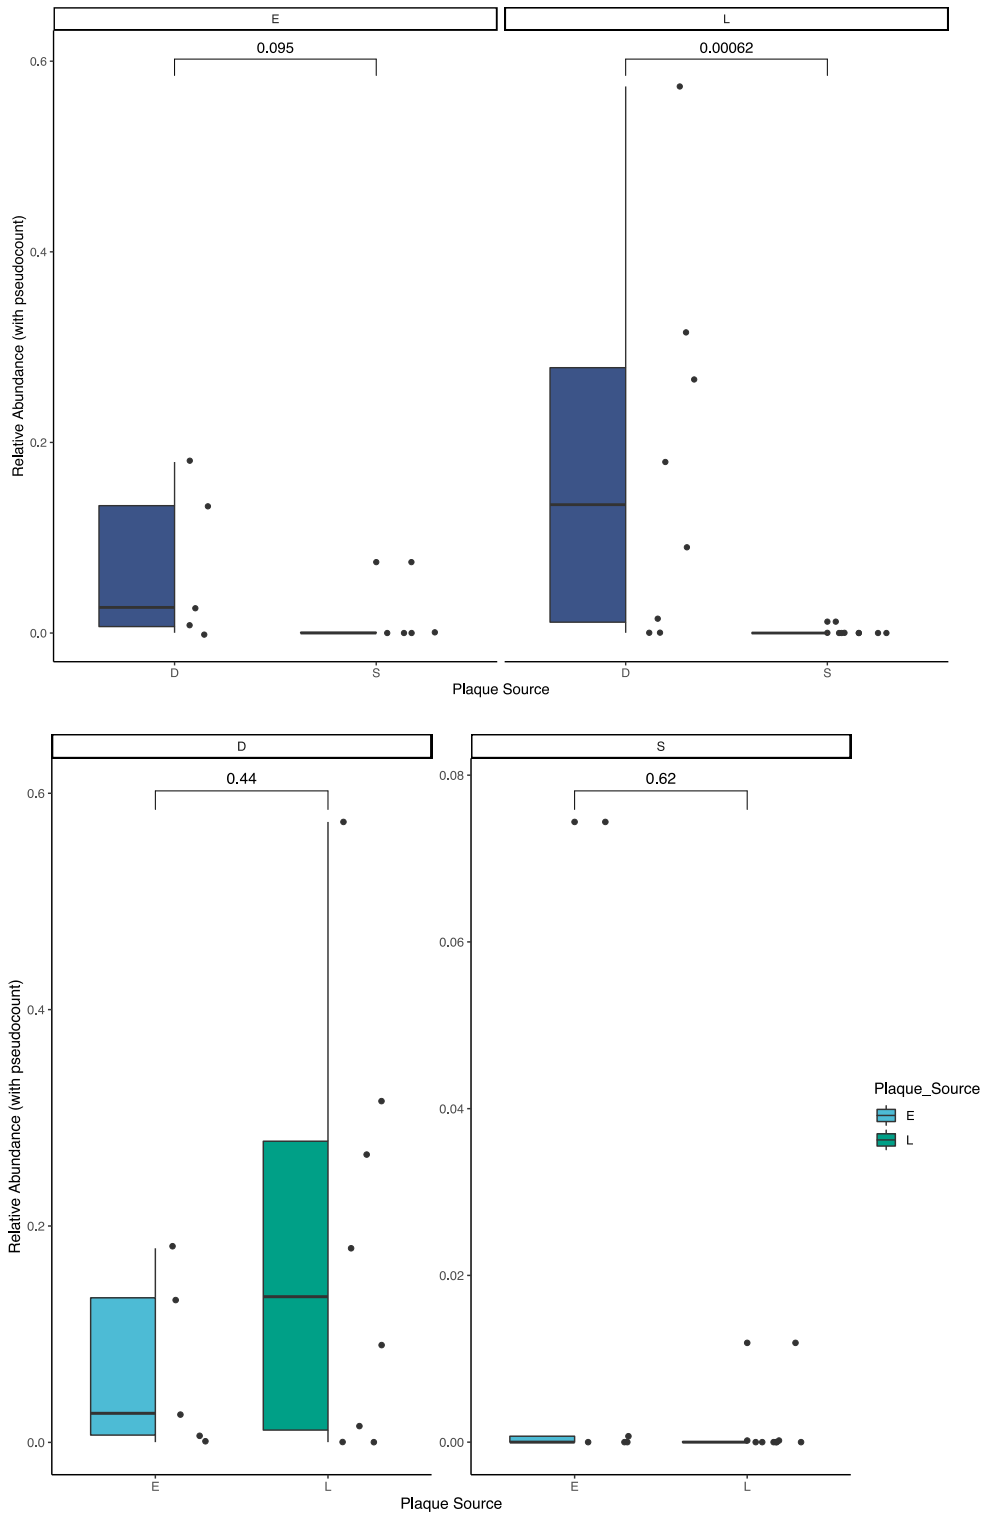 E
L
0.095
0.00062
0.6
0.4
0.2
0.0
Relative Abundance (with pseudocount)
D
S
D
S
Plaque Source
D
S
0.44
0.62
0.6
0.4
0.2
0.0
0.08
0.06
0.04
0.02
0.00
Relative Abundance (with pseudocount)
Plaque_Source
E
L
E
L
E
L
Plaque Source